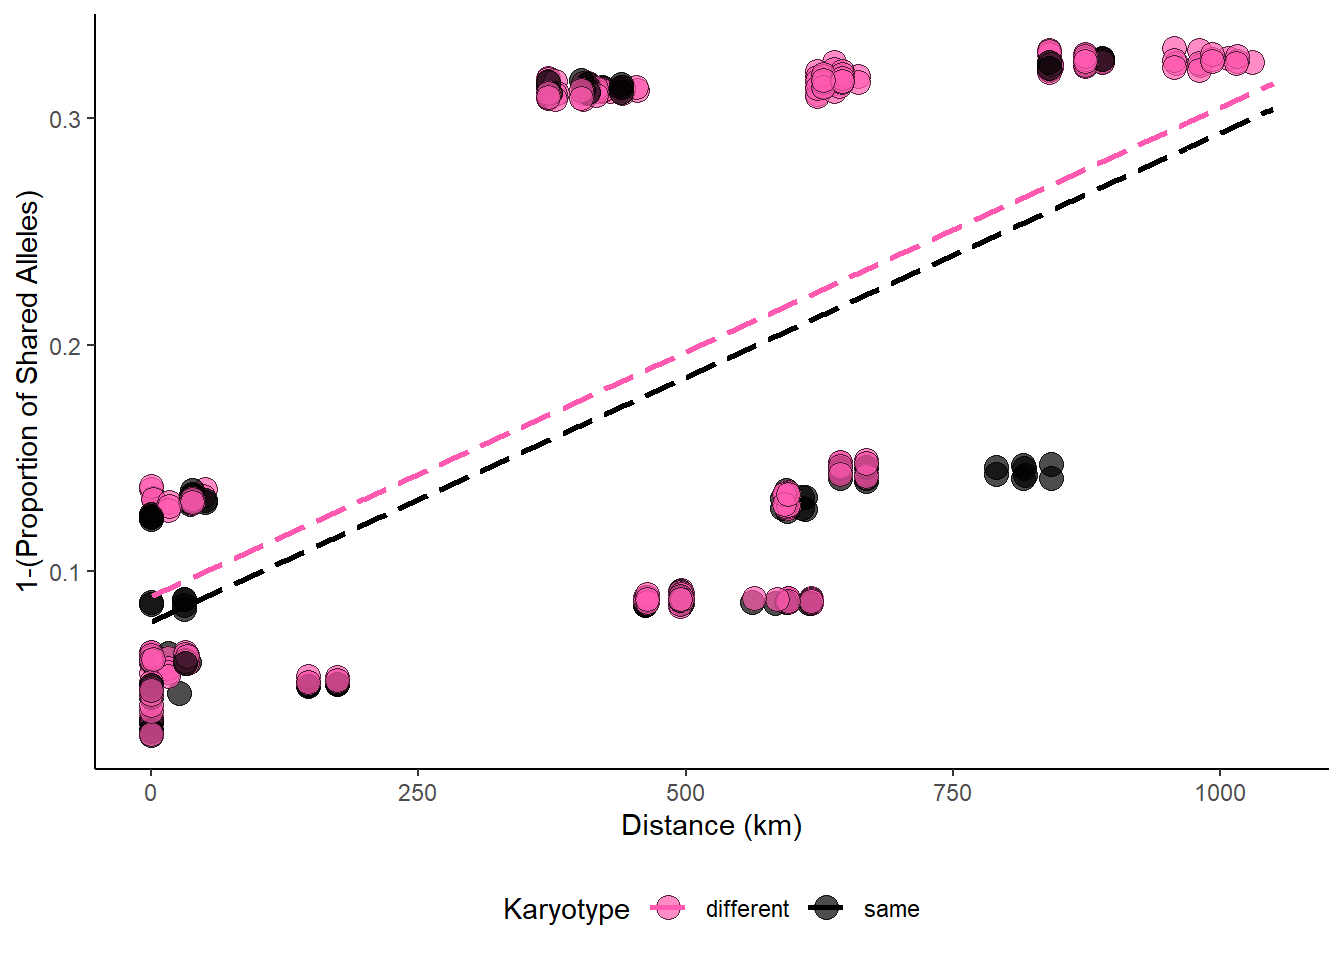 1-(Proportion of Shared Alleles)
0.3
0.2
0.1
0 250 500 750 1000
Distance (km)
Karyotype different same